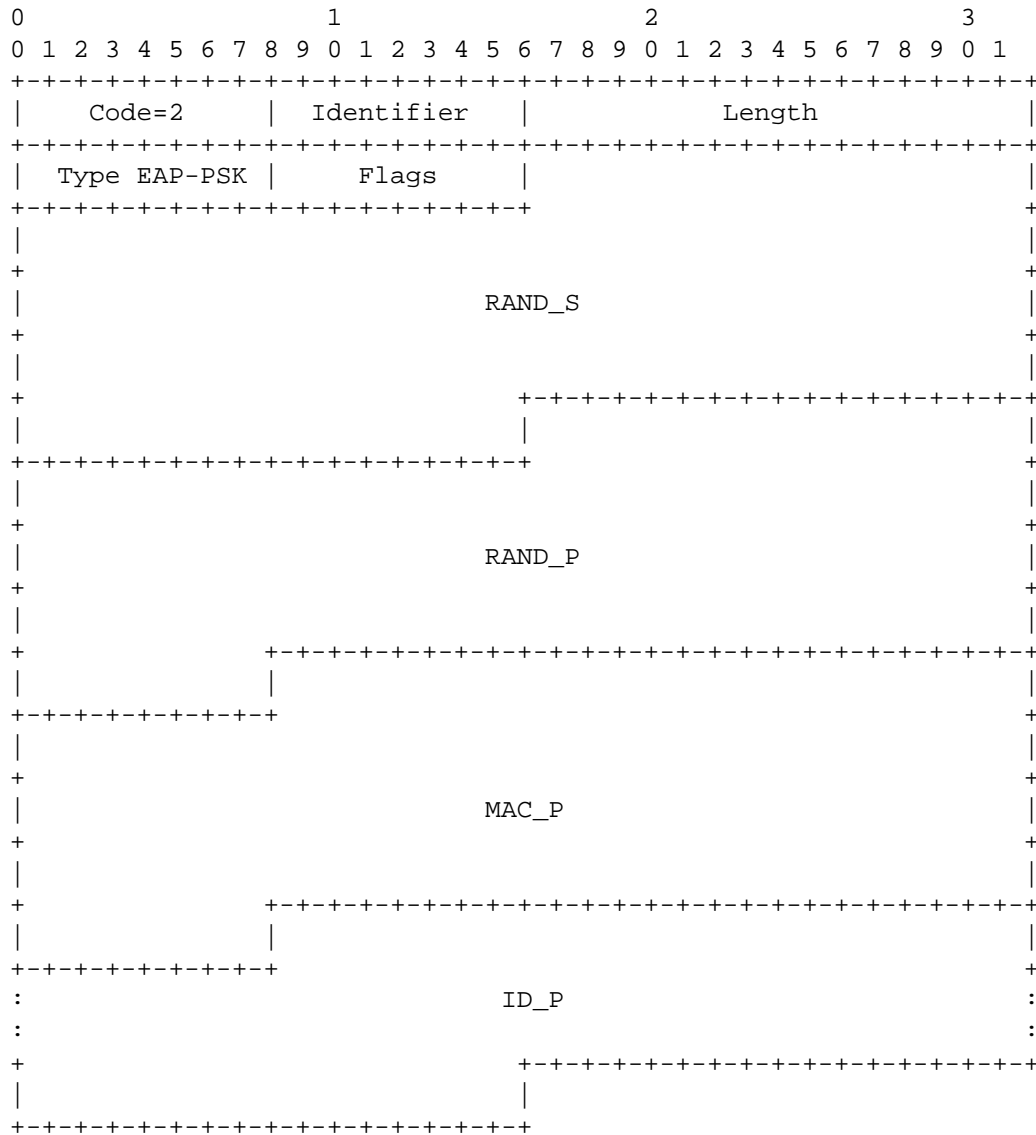 0                   1                   2                   3
0 1 2 3 4 5 6 7 8 9 0 1 2 3 4 5 6 7 8 9 0 1 2 3 4 5 6 7 8 9 0 1
+-+-+-+-+-+-+-+-+-+-+-+-+-+-+-+-+-+-+-+-+-+-+-+-+-+-+-+-+-+-+-+-+
|    Code=2     |  Identifier   |            Length             |
+-+-+-+-+-+-+-+-+-+-+-+-+-+-+-+-+-+-+-+-+-+-+-+-+-+-+-+-+-+-+-+-+
|  Type EAP-PSK |     Flags     |                               |
+-+-+-+-+-+-+-+-+-+-+-+-+-+-+-+-+                               +
|                                                               |
+                                                               +
|                             RAND_S                            |
+                                                               +
|                                                               |
+                               +-+-+-+-+-+-+-+-+-+-+-+-+-+-+-+-+
|                               |                               |
+-+-+-+-+-+-+-+-+-+-+-+-+-+-+-+-+                               +
|                                                               |
+                                                               +
|                             RAND_P                            |
+                                                               +
|                                                               |
+               +-+-+-+-+-+-+-+-+-+-+-+-+-+-+-+-+-+-+-+-+-+-+-+-+
|               |                                               |
+-+-+-+-+-+-+-+-+                                               +
|                                                               |
+                                                               +
|                             MAC_P                             |
+                                                               +
|                                                               |
+               +-+-+-+-+-+-+-+-+-+-+-+-+-+-+-+-+-+-+-+-+-+-+-+-+
|               |                                               |
+-+-+-+-+-+-+-+-+                                               +
:                              ID_P                             :
:                                                               :
+                               +-+-+-+-+-+-+-+-+-+-+-+-+-+-+-+-+
|                               |
+-+-+-+-+-+-+-+-+-+-+-+-+-+-+-+-+